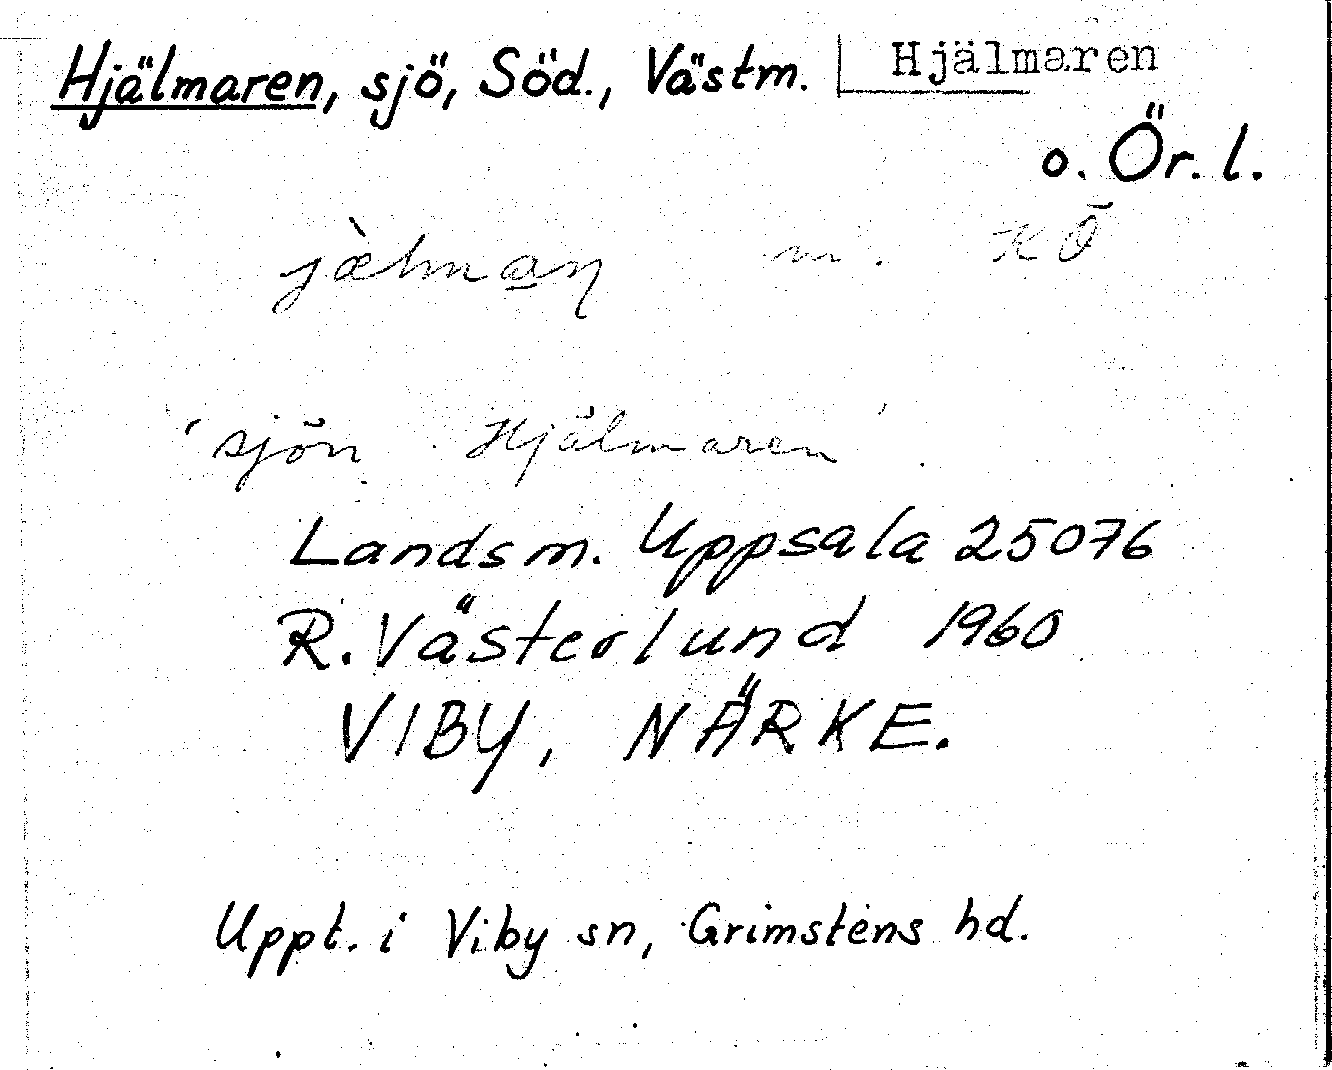 Hjälmaren, sjö, Söd., Västm.
Hjälmaren
o. Ör. l.
jàlmaŋ m. KÖ
'sjön Hjälmaren'
Landsm. Uppsala 25076
R. Västerlund 1960
VIBY, NÄRKE.
Uppt. i Viby sn, Grimstens hd.